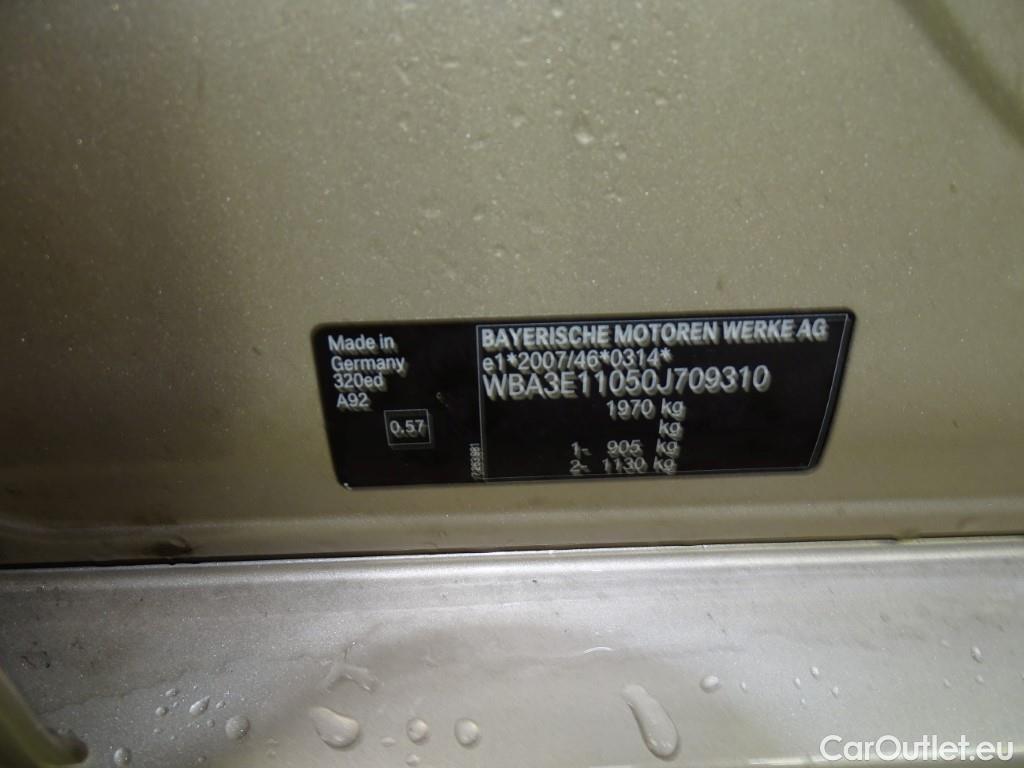 Made in
Germany
320ed
A92
0.57
BAYERISCHE MOTOREN WERKE AG
e1*2007/46*0314*
WBA3E11050J709310
1970 kg
kg
1- 905 kg
2- 1130 kg
CarOutlet.eu